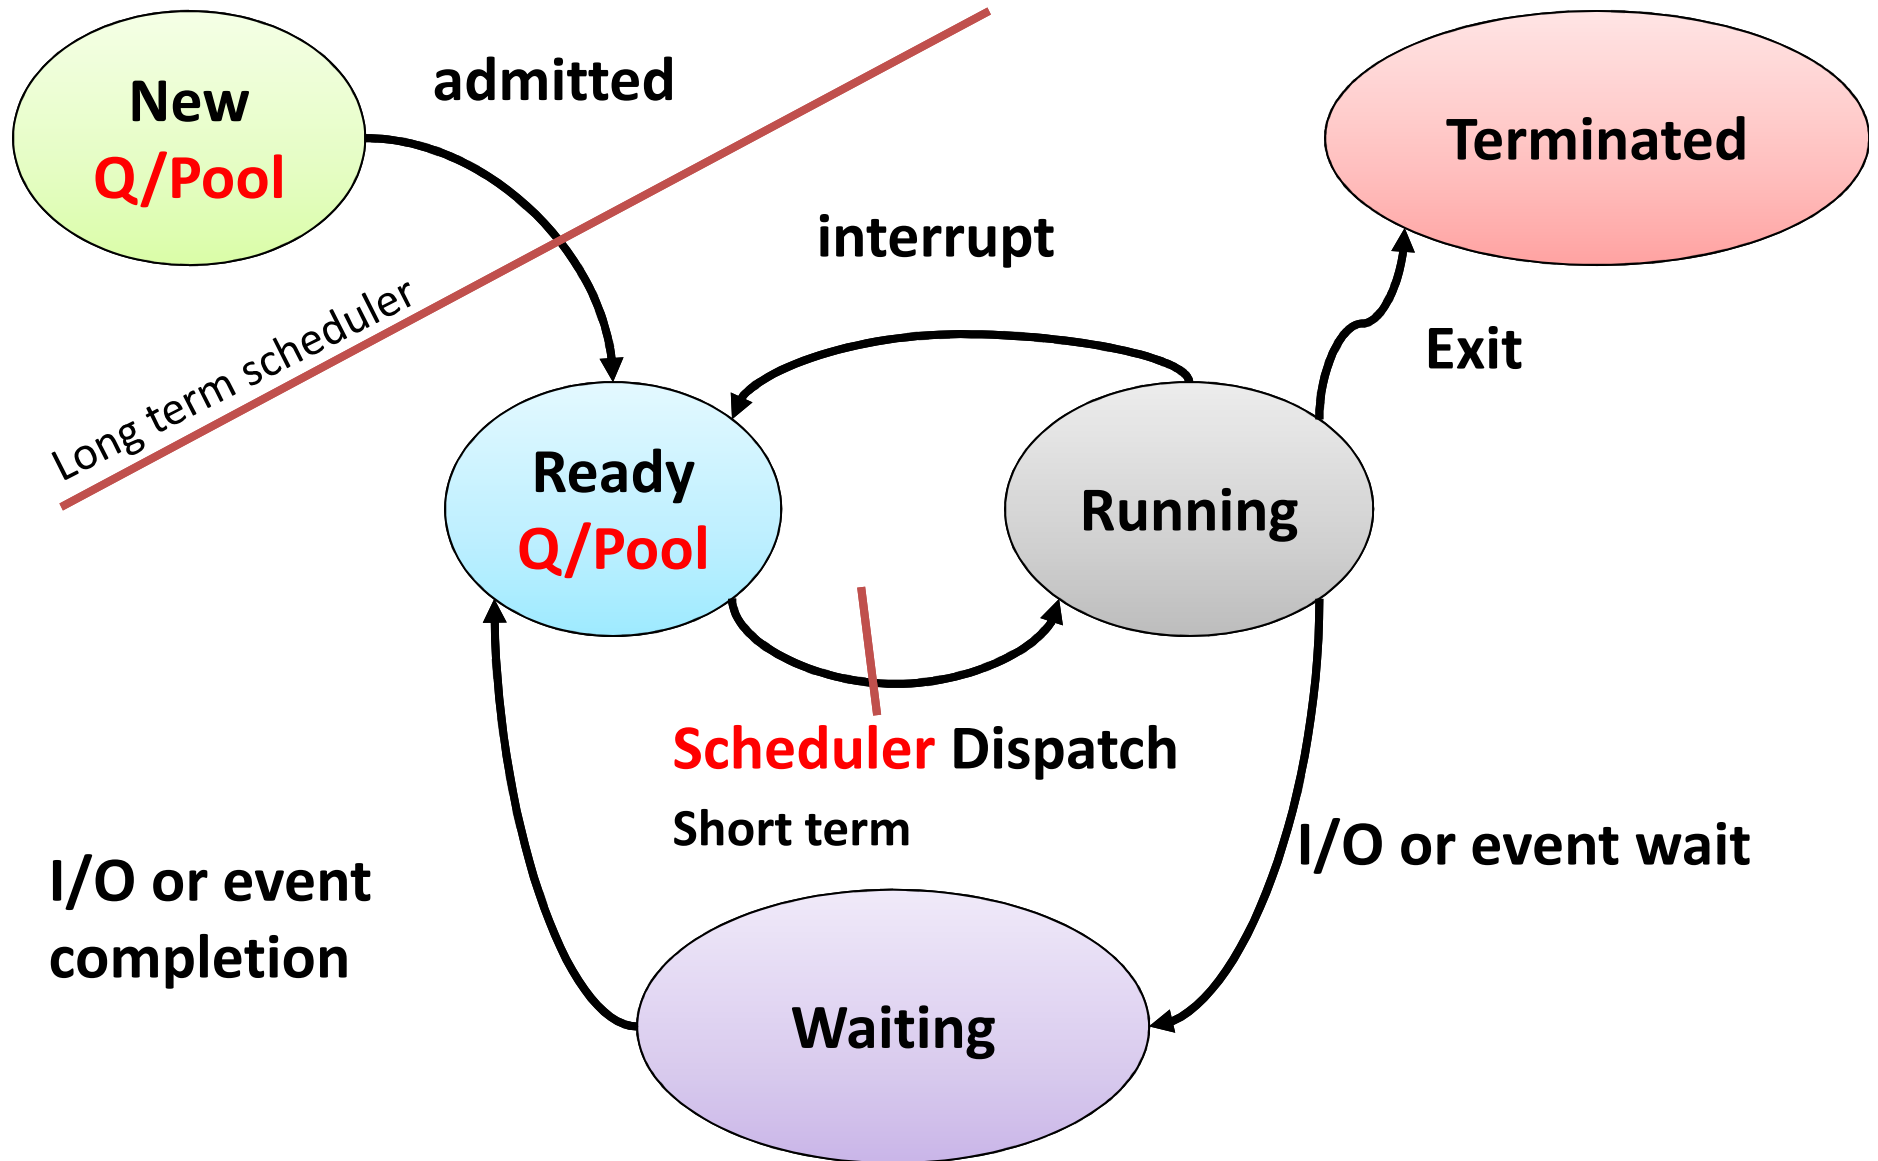 New
Q/Pool
admitted
Terminated
interrupt
Long term scheduler
Exit
Ready
Q/Pool
Running
Scheduler Dispatch
Short term
I/O or event wait
I/O or event
completion
Waiting